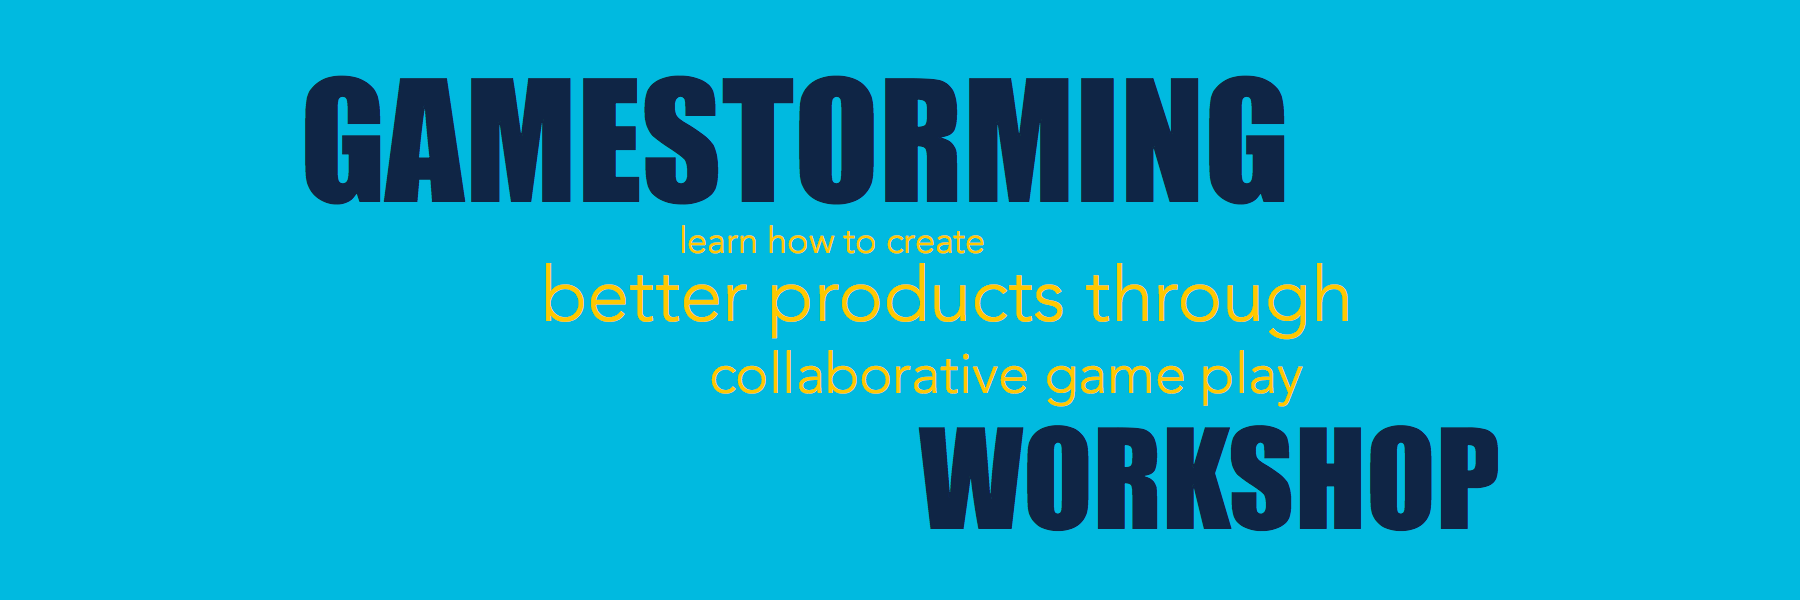 GAMESTORMING
learn how to create
better products through
collaborative game play
WORKSHOP